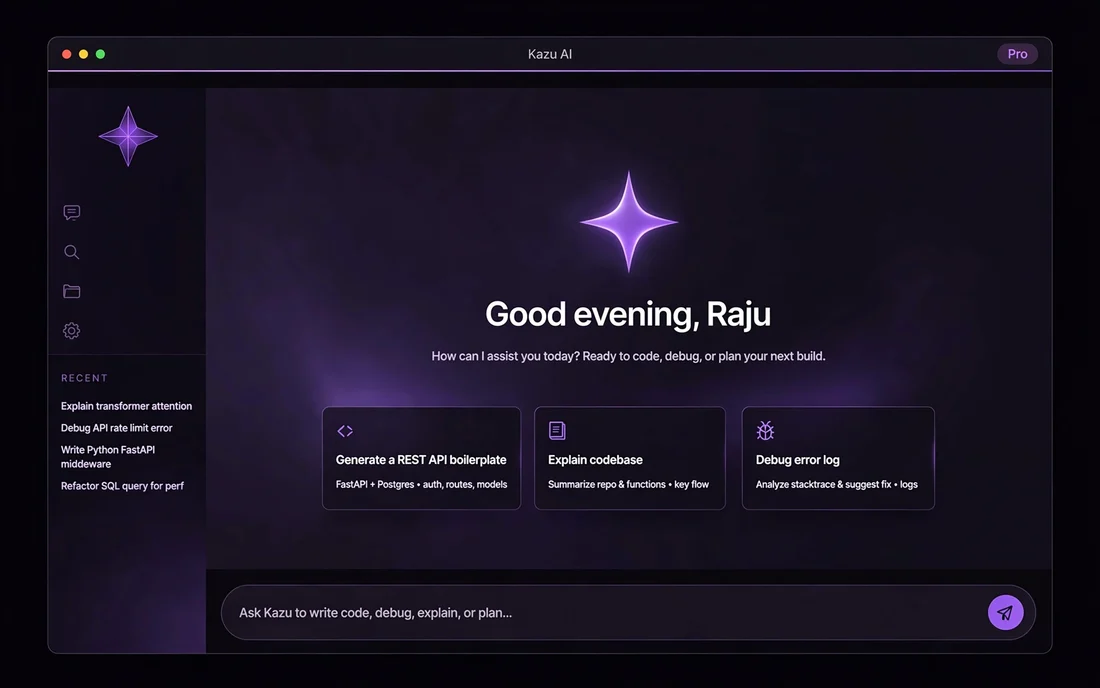 Kazu AI
Pro
RECENT
Explain transformer attention
Debug API rate limit error
Write Python FastAPI
middeware
Refactor SQL query for perf
Good evening, Raju
How can I assist you today? Ready to code, debug, or plan your next build.
Generate a REST API boilerplate
FastAPI + Postgres • auth, routes, models
Explain codebase
Summarize repo & functions • key flow
Debug error log
Analyze stacktrace & suggest fix • logs
Ask Kazu to write code, debug, explain, or plan...